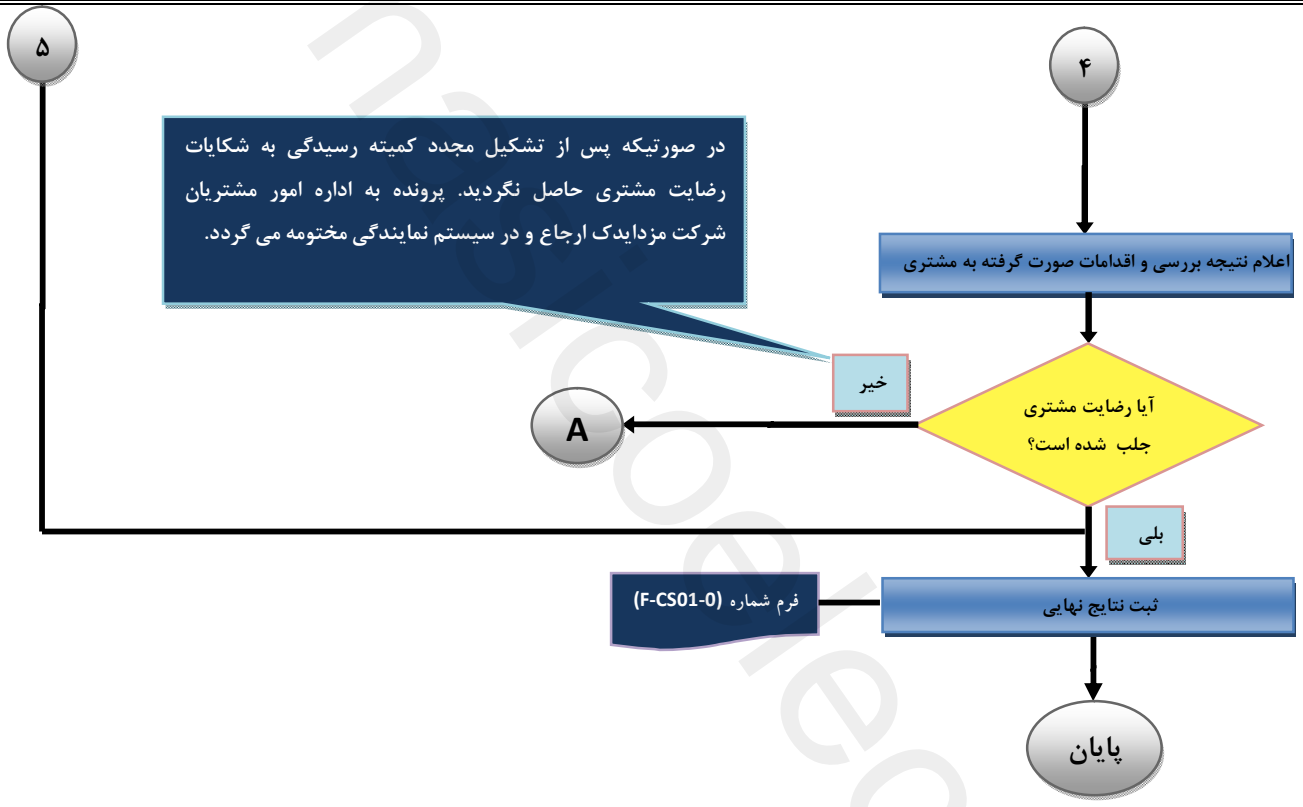 ۵
۴
در صورتیکه پس از تشکیل مجدد کمیته رسیدگی به شکایات
رضایت مشتری حاصل نگردید. پرونده به اداره امور مشتریان
شرکت مزدایدک ارجاع و در سیستم نمایندگی مختومه می گردد.
اعلام نتیجه بررسی و اقدامات صورت گرفته به مشتری
خیر
آیا رضایت مشتری
جلب شده است؟
A
بلی
ثبت نتایج نهایی
فرم شماره (F-CS01-0)
پایان
nasicoelec